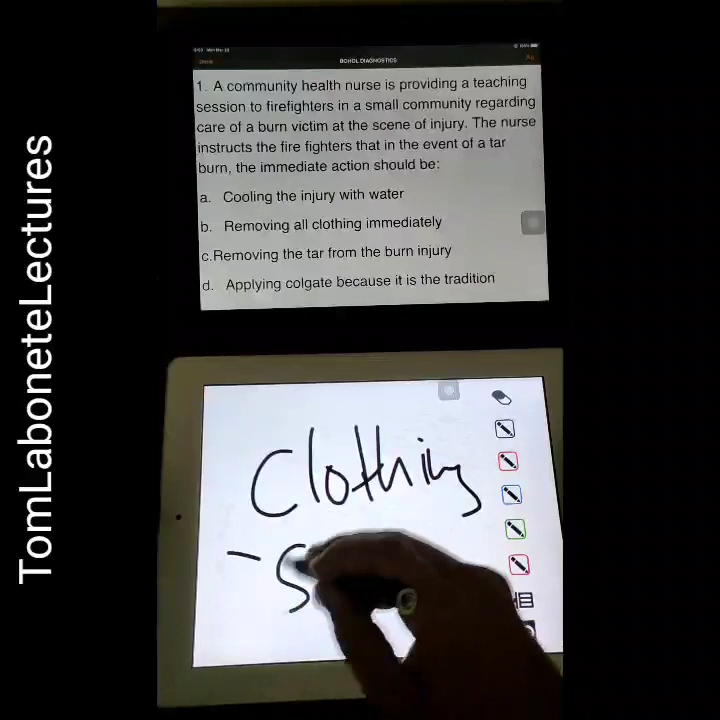 TomLaboneteLectures
BOHOL DIAGNOSTICS
1. A community health nurse is providing a teaching
session to firefighters in a small community regarding
care of a burn victim at the scene of injury. The nurse
instructs the fire fighters that in the event of a tar
burn, the immediate action should be:
a. Cooling the injury with water
b. Removing all clothing immediately
c.Removing the tar from the burn injury
d. Applying colgate because it is the tradition
Clothing
- S